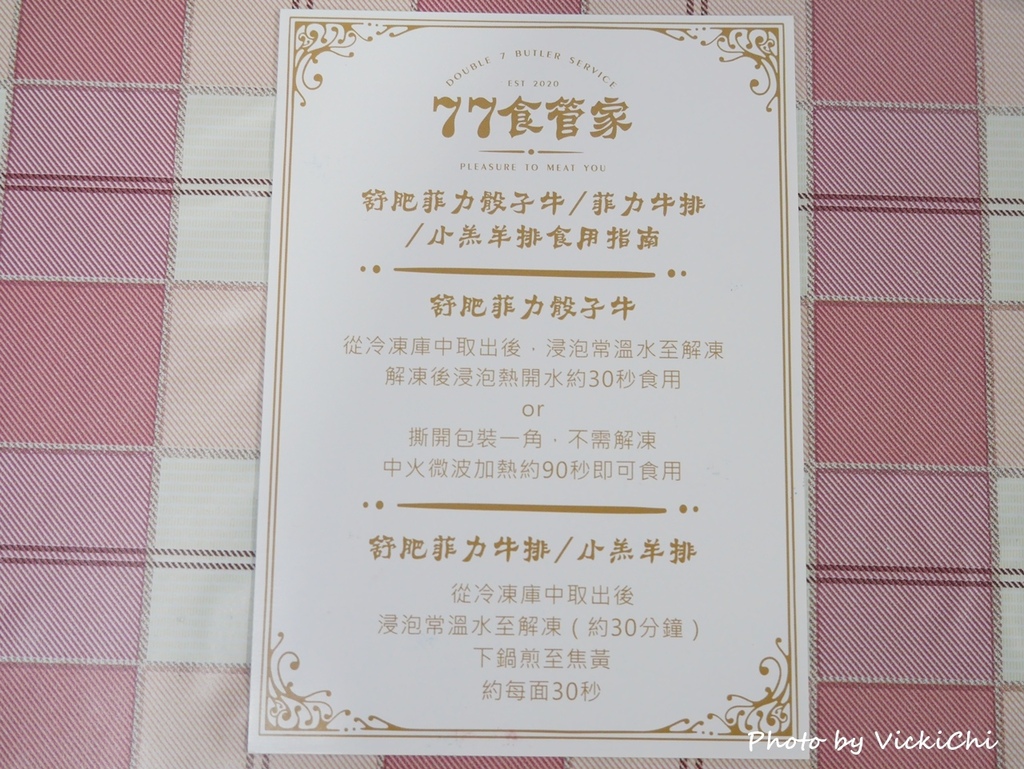 DOUBLE 7 BUTLER SERVICE
EST 2020
77食管家
PLEASURE TO MEAT YOU
舒肥菲力骰子牛/菲力牛排
/小羔羊排食用指南
舒肥菲力骰子牛
從冷凍庫中取出後，浸泡常溫水至解凍
解凍後浸泡熱開水約30秒食用
or
撕開包裝一角，不需解凍
中火微波加熱約90秒即可食用
舒肥菲力牛排/小羔羊排
從冷凍庫中取出後
浸泡常溫水至解凍（約30分鐘）
下鍋煎至焦黃
約每面30秒
Photo by VickiChi